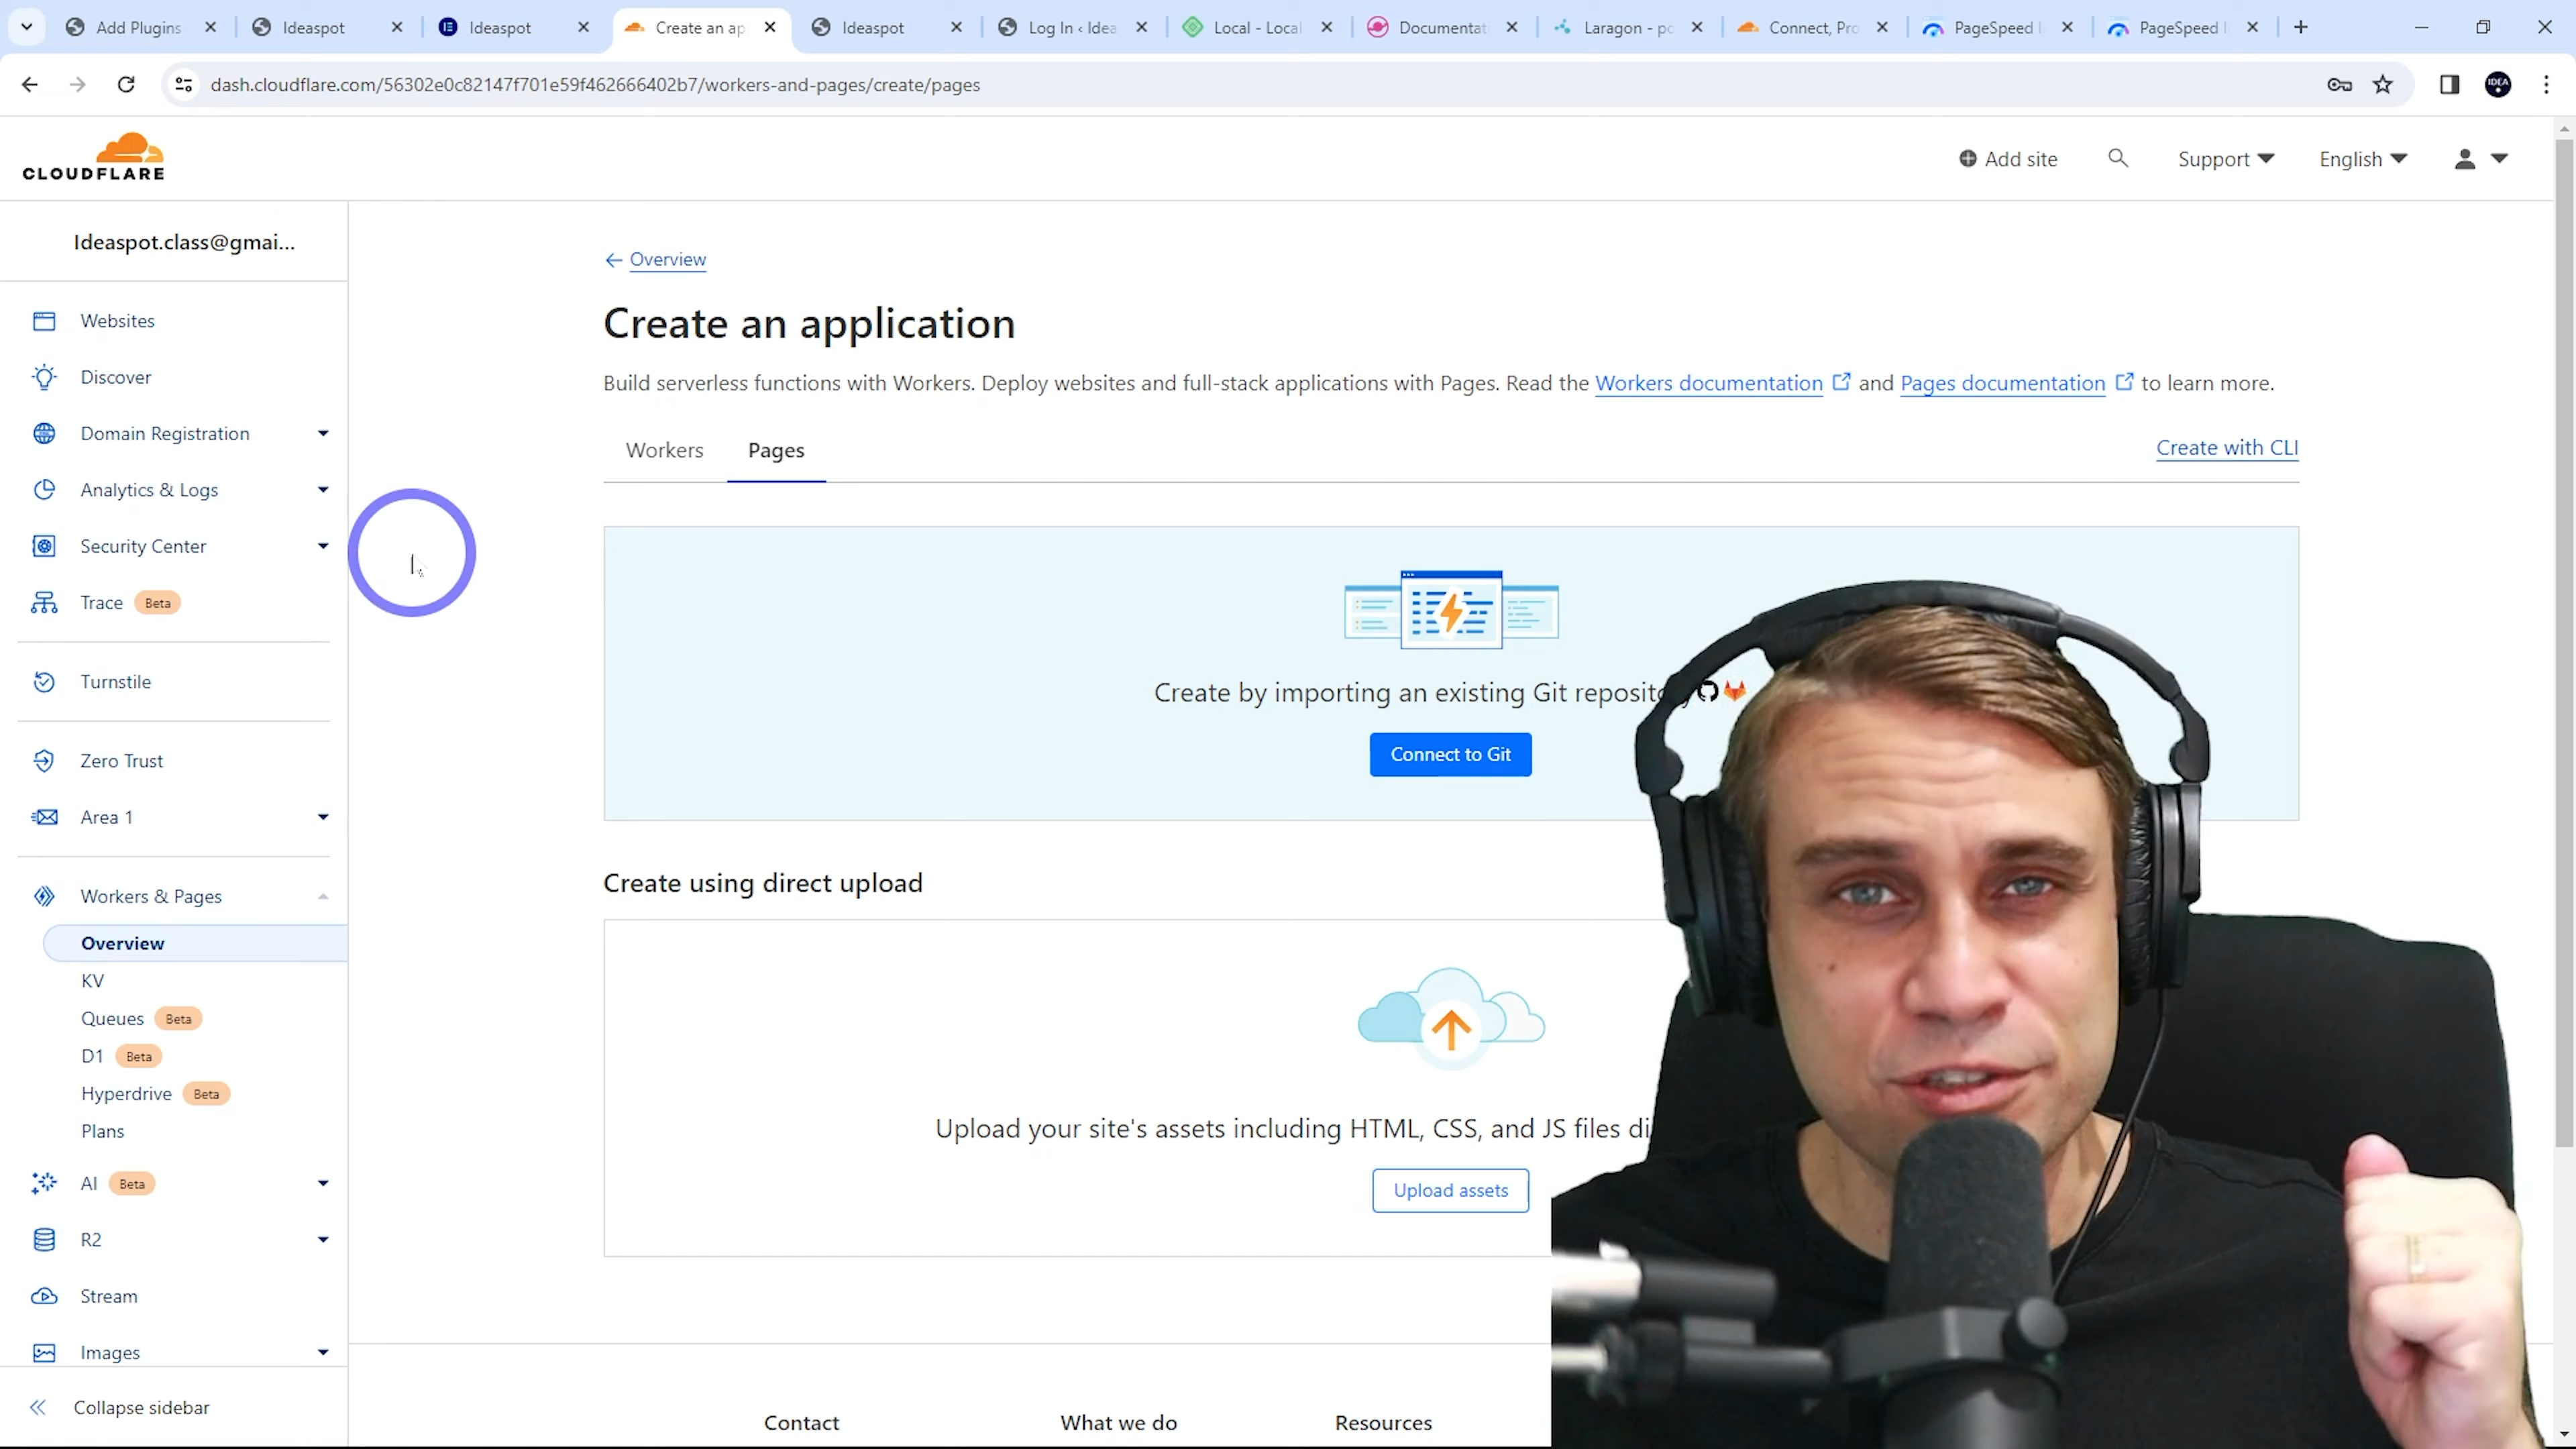 Add Plugins
Ideaspot
Ideaspot
Create an ap
Ideaspot
Log In ‹ Idea
Local - Local
Documentat
Laragon - po
Connect, Pro
PageSpeed I
PageSpeed I
dash.cloudflare.com/56302e0c82147f701e59f462666402b7/workers-and-pages/create/pages
IDEA
CLOUDFLARE
Add site
Support
English
Ideaspot.class@gmai...
Websites
Discover
Domain Registration
Analytics & Logs
Security Center
Trace Beta
Turnstile
Zero Trust
Area 1
Workers & Pages
Overview
KV
Queues Beta
D1 Beta
Hyperdrive Beta
Plans
AI Beta
R2
Stream
Images
Collapse sidebar
Overview
Create an application
Build serverless functions with Workers. Deploy websites and full-stack applications with Pages. Read the Workers documentation and Pages documentation to learn more.
Workers
Pages
Create with CLI
Create by importing an existing Git repository
Connect to Git
Create using direct upload
Upload your site's assets including HTML, CSS, and JS files di
Upload assets
Contact
What we do
Resources